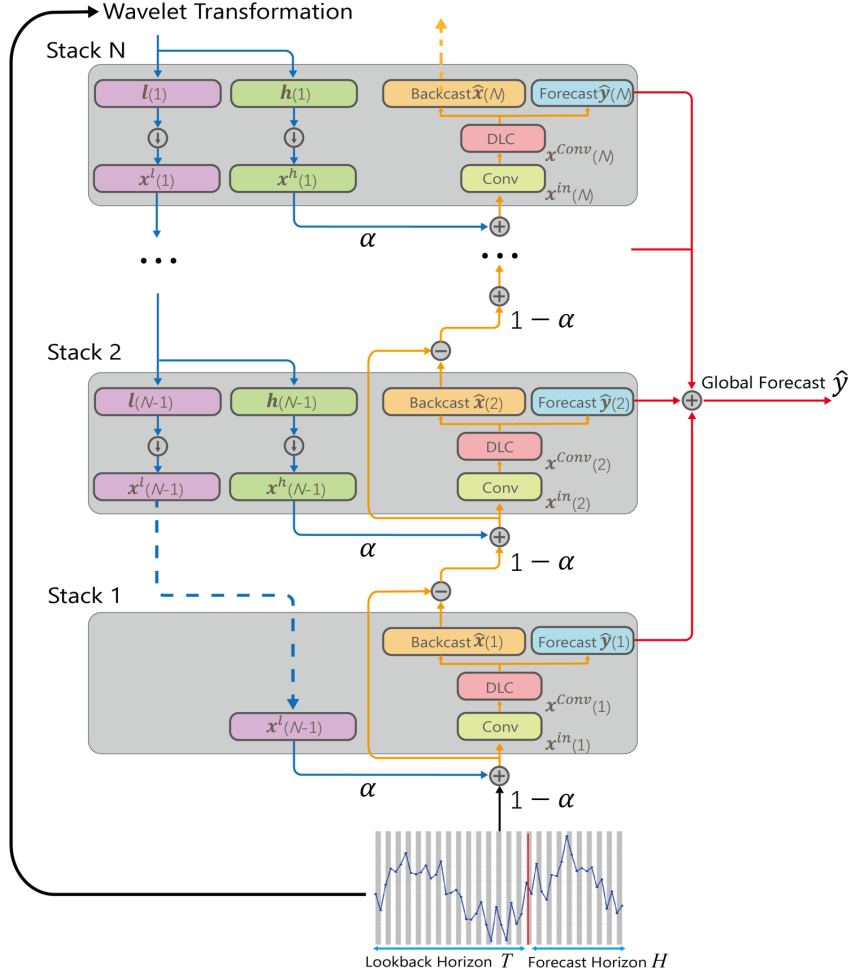 Wavelet Transformation
Stack N
l(1) h(1) Backcast x̂(N) Forecast ŷ(N)
DLC
x^Conv(N)
x^l(1) x^h(1) Conv
x^in(N)
α
...
...
1 − α
Stack 2
l(N-1) h(N-1) Backcast x̂(2) Forecast ŷ(2)
Global Forecast ŷ
DLC
x^Conv(2)
x^l(N-1) x^h(N-1) Conv
x^in(2)
α
1 − α
Stack 1
Backcast x̂(1) Forecast ŷ(1)
DLC
x^Conv(1)
x^l(N-1) Conv
x^in(1)
α
1 − α
Lookback Horizon T Forecast Horizon H